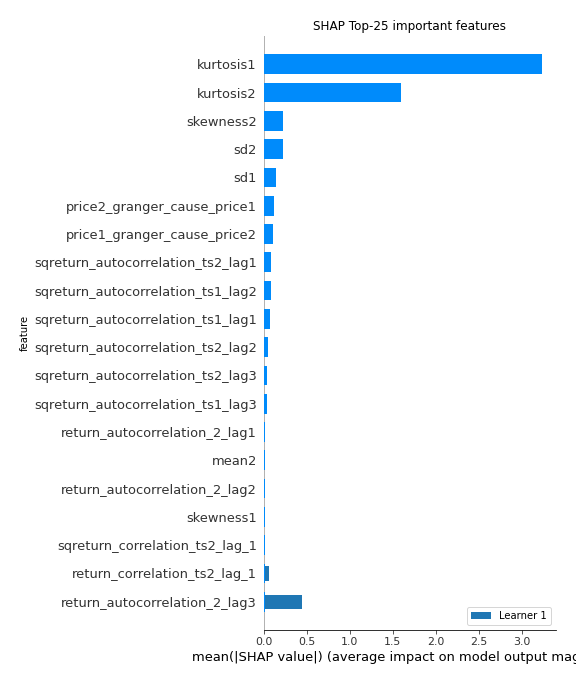 SHAP Top-25 important features
kurtosis1
kurtosis2
skewness2
sd2
sd1
price2_granger_cause_price1
price1_granger_cause_price2
sqreturn_autocorrelation_ts2_lag1
sqreturn_autocorrelation_ts1_lag2
sqreturn_autocorrelation_ts1_lag1
sqreturn_autocorrelation_ts2_lag2
sqreturn_autocorrelation_ts2_lag3
sqreturn_autocorrelation_ts1_lag3
return_autocorrelation_2_lag1
mean2
return_autocorrelation_2_lag2
skewness1
sqreturn_correlation_ts2_lag_1
return_correlation_ts2_lag_1
return_autocorrelation_2_lag3
feature
Learner 1
0.0 0.5 1.0 1.5 2.0 2.5 3.0
mean(|SHAP value|) (average impact on model output mag